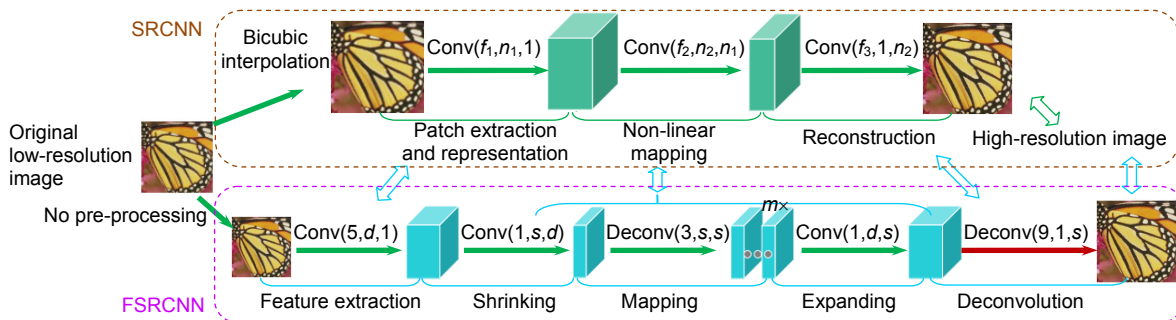 SRCNN
Bicubic
interpolation
Conv(f₁,n₁,1)
Conv(f₂,n₂,n₁)
Conv(f₃,1,n₂)
Original
low-resolution
image
Patch extraction
and representation
Non-linear
mapping
Reconstruction
High-resolution image
No pre-processing
m×
Conv(5,d,1)
Conv(1,s,d)
Deconv(3,s,s)
Conv(1,d,s)
Deconv(9,1,s)
FSRCNN
Feature extraction
Shrinking
Mapping
Expanding
Deconvolution